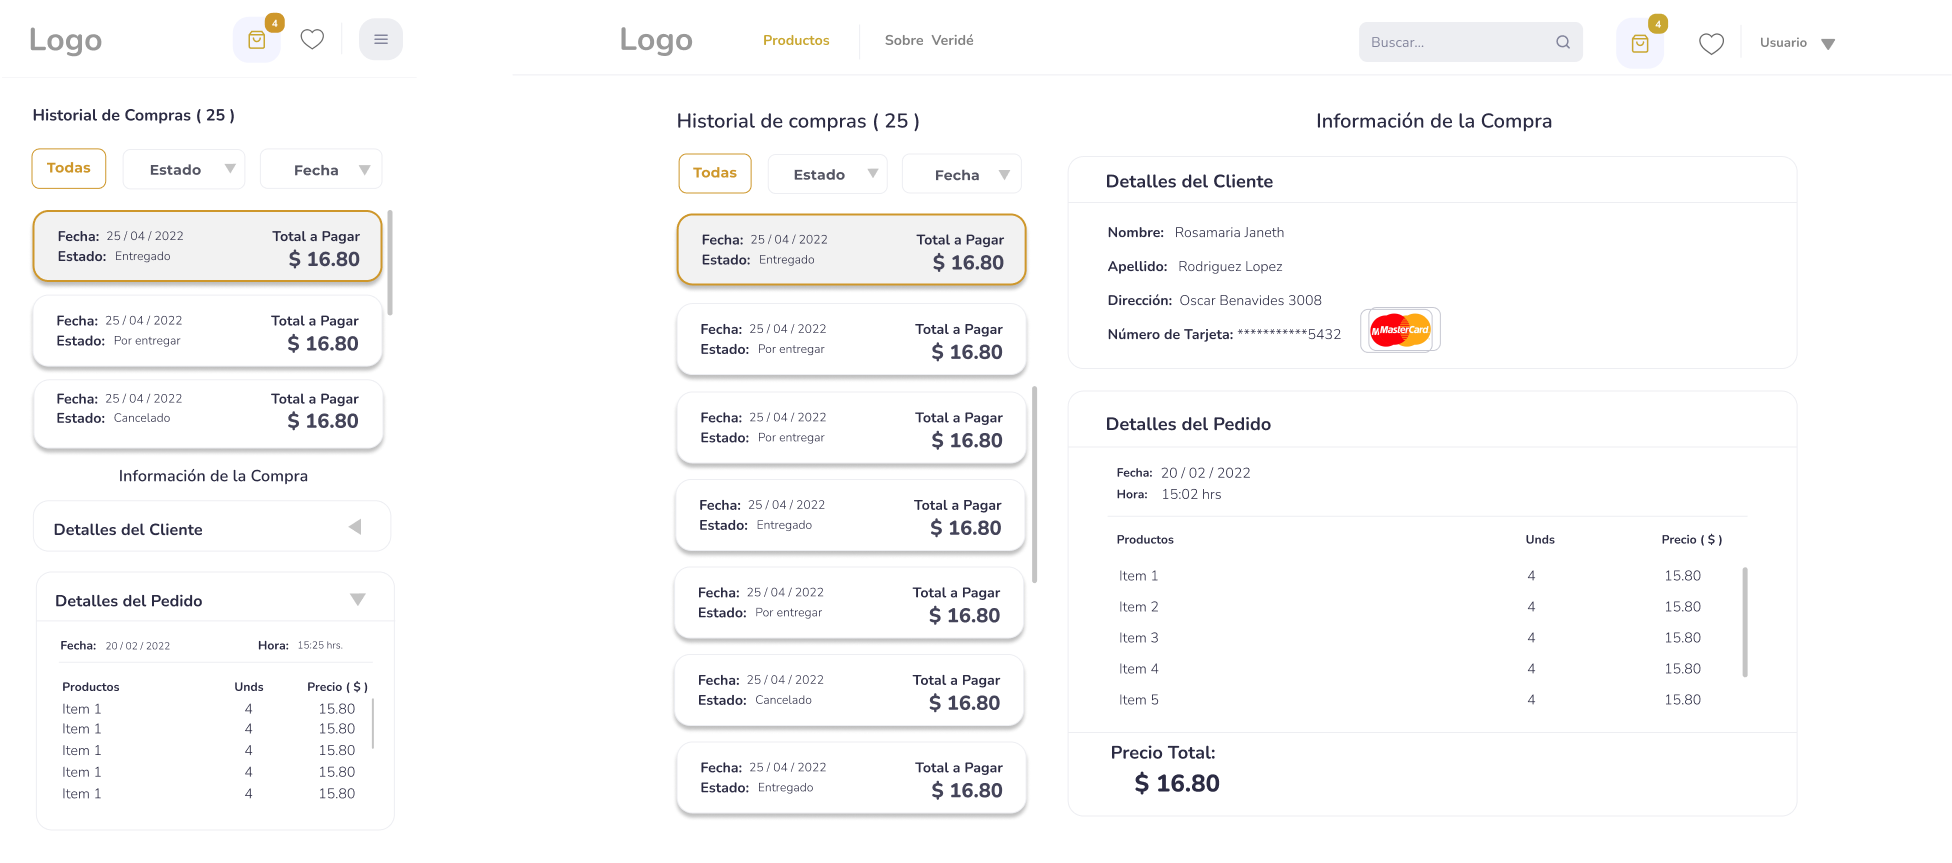 Logo
4
Historial de Compras ( 25 )
Todas
Estado
Fecha
Fecha: 25 / 04 / 2022
Total a Pagar
Estado: Entregado
$ 16.80
Fecha: 25 / 04 / 2022
Total a Pagar
Estado: Por entregar
$ 16.80
Fecha: 25 / 04 / 2022
Total a Pagar
Estado: Cancelado
$ 16.80
Información de la Compra
Detalles del Cliente
Detalles del Pedido
Fecha: 20 / 02 / 2022
Hora: 15:25 hrs.
Productos Unds Precio ( $ )
Item 1 4 15.80
Item 1 4 15.80
Item 1 4 15.80
Item 1 4 15.80
Item 1 4 15.80
Logo
Productos
Sobre Veridé
Buscar...
4
Usuario
Historial de compras ( 25 )
Todas
Estado
Fecha
Fecha: 25 / 04 / 2022
Total a Pagar
Estado: Entregado
$ 16.80
Fecha: 25 / 04 / 2022
Total a Pagar
Estado: Por entregar
$ 16.80
Fecha: 25 / 04 / 2022
Total a Pagar
Estado: Por entregar
$ 16.80
Fecha: 25 / 04 / 2022
Total a Pagar
Estado: Entregado
$ 16.80
Fecha: 25 / 04 / 2022
Total a Pagar
Estado: Por entregar
$ 16.80
Fecha: 25 / 04 / 2022
Total a Pagar
Estado: Cancelado
$ 16.80
Fecha: 25 / 04 / 2022
Total a Pagar
Estado: Entregado
$ 16.80
Información de la Compra
Detalles del Cliente
Nombre: Rosamaria Janeth
Apellido: Rodriguez Lopez
Dirección: Oscar Benavides 3008
Número de Tarjeta: ***********5432
MasterCard
Detalles del Pedido
Fecha: 20 / 02 / 2022
Hora: 15:02 hrs
Productos Unds Precio ( $ )
Item 1 4 15.80
Item 2 4 15.80
Item 3 4 15.80
Item 4 4 15.80
Item 5 4 15.80
Precio Total:
$ 16.80